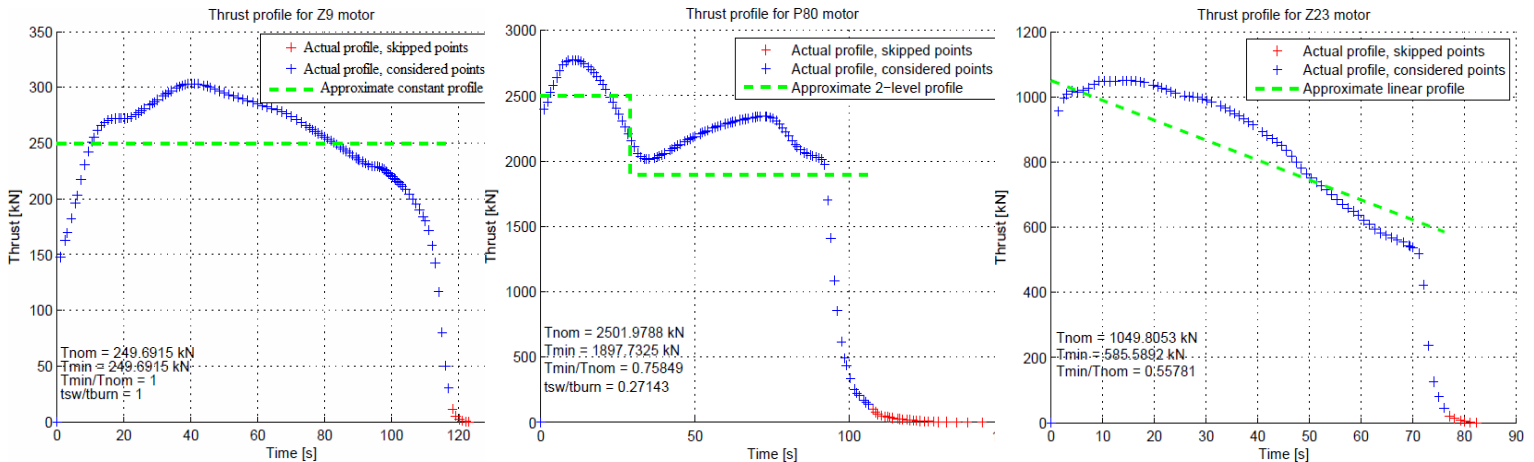 Thrust profile for Z9 motor
350
300
250
200
150
100
50
0
Thrust [kN]
Actual profile, skipped points
Actual profile, considered points
Approximate constant profile
Tnom = 249.6915 kN
Tmin = 249.6915 kN
Tmin/Tnom = 1
tsw/tburn = 1
0 20 40 60 80 100 120
Time [s]
Thrust profile for P80 motor
3000
2500
2000
1500
1000
500
0
Thrust [kN]
Actual profile, skipped points
Actual profile, considered points
Approximate 2-level profile
Tnom = 2501.9788 kN
Tmin = 1897.7325 kN
Tmin/Tnom = 0.75849
tsw/tburn = 0.27143
0 100
Time [s]
Thrust profile for Z23 motor
1200
1000
800
600
400
200
0
Thrust [kN]
Actual profile, skipped points
Actual profile, considered points
Approximate linear profile
Tnom = 1049.8053 kN
Tmin = 585.5892 kN
Tmin/Tnom = 0.55781
0 10 20 30 40 50 60 70 80 90
Time [s]